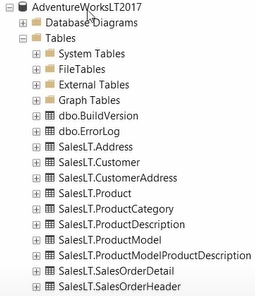 AdventureWorksLT2017
Database Diagrams
Tables
System Tables
FileTables
External Tables
Graph Tables
dbo.BuildVersion
dbo.ErrorLog
SalesLT.Address
SalesLT.Customer
SalesLT.CustomerAddress
SalesLT.Product
SalesLT.ProductCategory
SalesLT.ProductDescription
SalesLT.ProductModel
SalesLT.ProductModelProductDescription
SalesLT.SalesOrderDetail
SalesLT.SalesOrderHeader